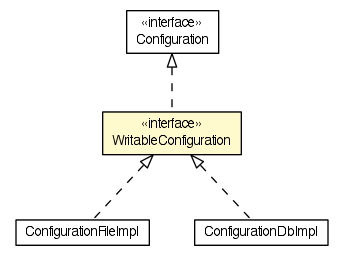 «interface»
Configuration
«interface»
WritableConfiguration
ConfigurationFileImpl
ConfigurationDbImpl